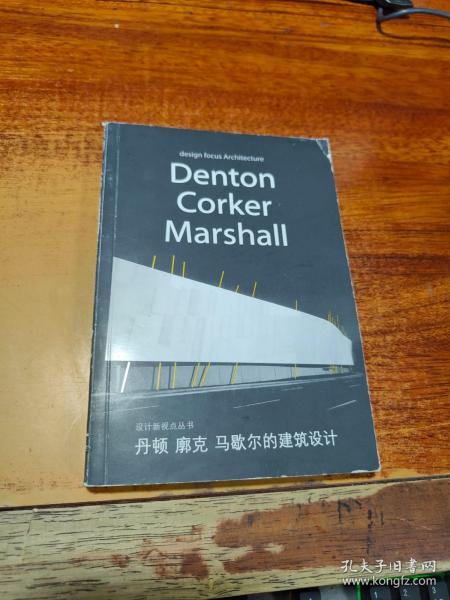 design focus Architecture
Denton
Corker
Marshall
设计新视点丛书
丹顿 廓克 马歇尔的建筑设计
孔夫子旧书网
www.kongfz.com